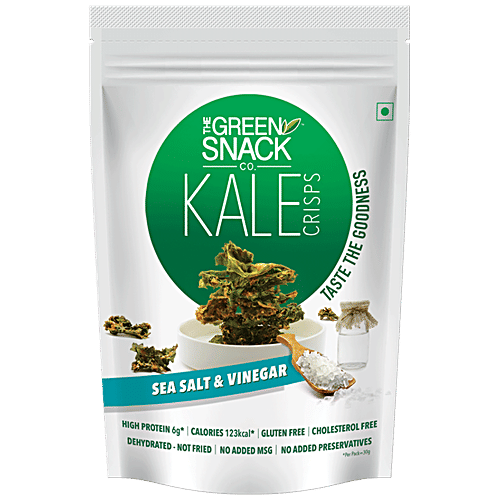 THE GREEN
SNACK
CO.
KALE
CRISPS
TASTE THE GOODNESS
SEA SALT & VINEGAR
HIGH PROTEIN 6g* | CALORIES 123kcal* | GLUTEN FREE | CHOLESTEROL FREE
DEHYDRATED - NOT FRIED | NO ADDED MSG | NO ADDED PRESERVATIVES
*Per Pack=30g